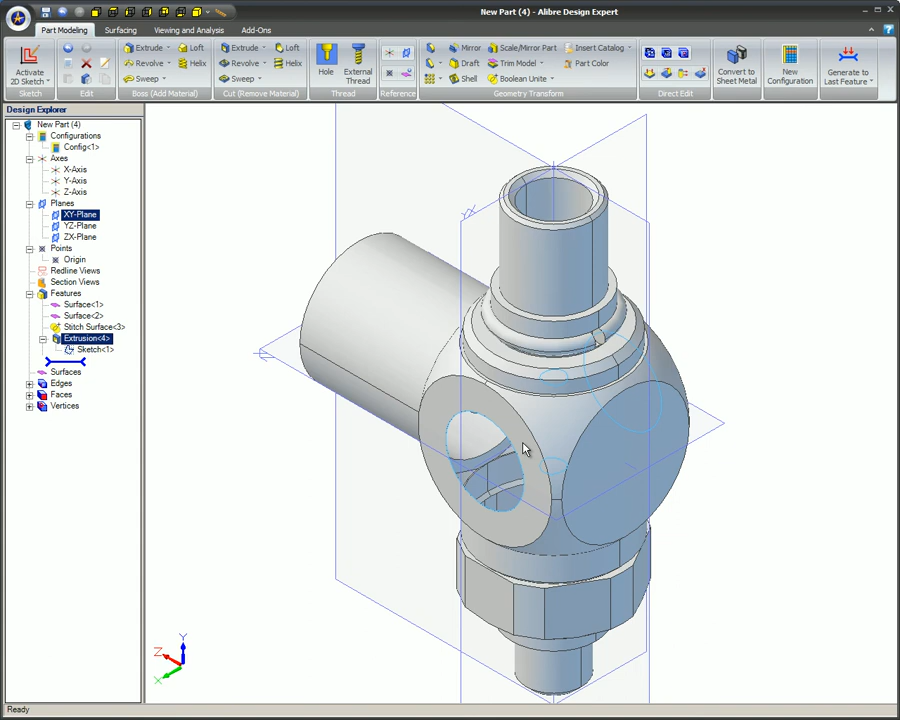 New Part (4) - Alibre Design Expert
Part Modeling Surfacing Viewing and Analysis Add-Ons
Activate 2D Sketch
Sketch
Edit
Extrude Loft
Revolve Helix
Sweep
Boss (Add Material)
Extrude Loft
Revolve Helix
Sweep
Cut (Remove Material)
Hole
External Thread
Thread
Reference
Mirror Scale/Mirror Part Insert Catalog
Draft Trim Model Part Color
Shell Boolean Unite
Geometry Transform
Direct Edit
Convert to Sheet Metal
New Configuration
Generate to Last Feature
Design Explorer
New Part (4)
Configurations
Config<1>
Axes
X-Axis
Y-Axis
Z-Axis
Planes
XY-Plane
YZ-Plane
ZX-Plane
Points
Origin
Redline Views
Section Views
Features
Surface<1>
Surface<2>
Stitch Surface<3>
Extrusion<4>
Sketch<1>
Surfaces
Edges
Faces
Vertices
Y
Z
X
Ready